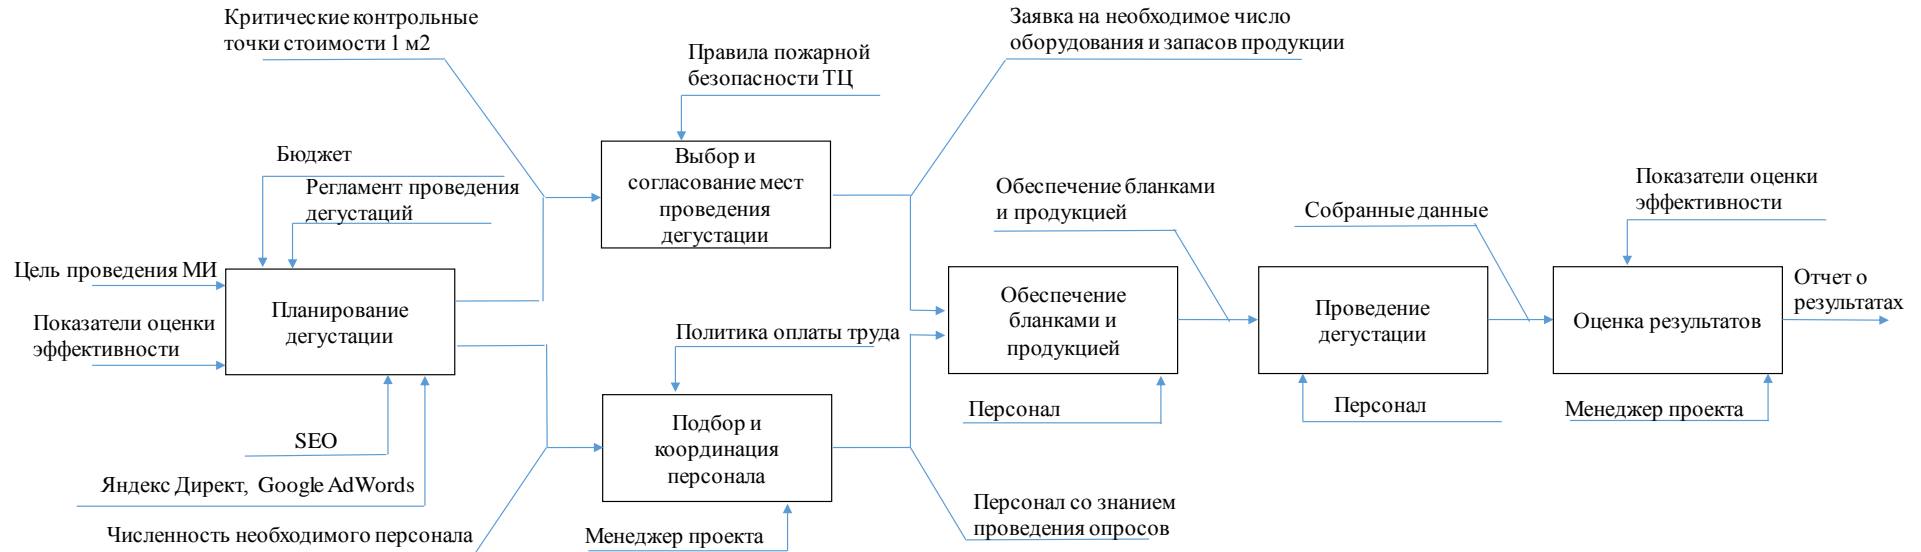 Критические контрольные
точки стоимости 1 м2
Заявка на необходимое число
оборудования и запасов продукции
Правила пожарной
безопасности ТЦ
Бюджет
Регламент проведения
дегустаций
Выбор и
согласование мест
проведения
дегустации
Обеспечение бланками
и продукцией
Собранные данные
Показатели оценки
эффективности
Цель проведения МИ
Показатели оценки
эффективности
Планирование
дегустации
Политика оплаты труда
Обеспечение
бланками и
продукцией
Проведение
дегустации
Оценка результатов
Отчет о
результатах
SEO
Яндекс Директ, Google AdWords
Численность необходимого персонала
Подбор и
координация
персонала
Менеджер проекта
Персонал
Персонал
Менеджер проекта
Персонал со знанием
проведения опросов